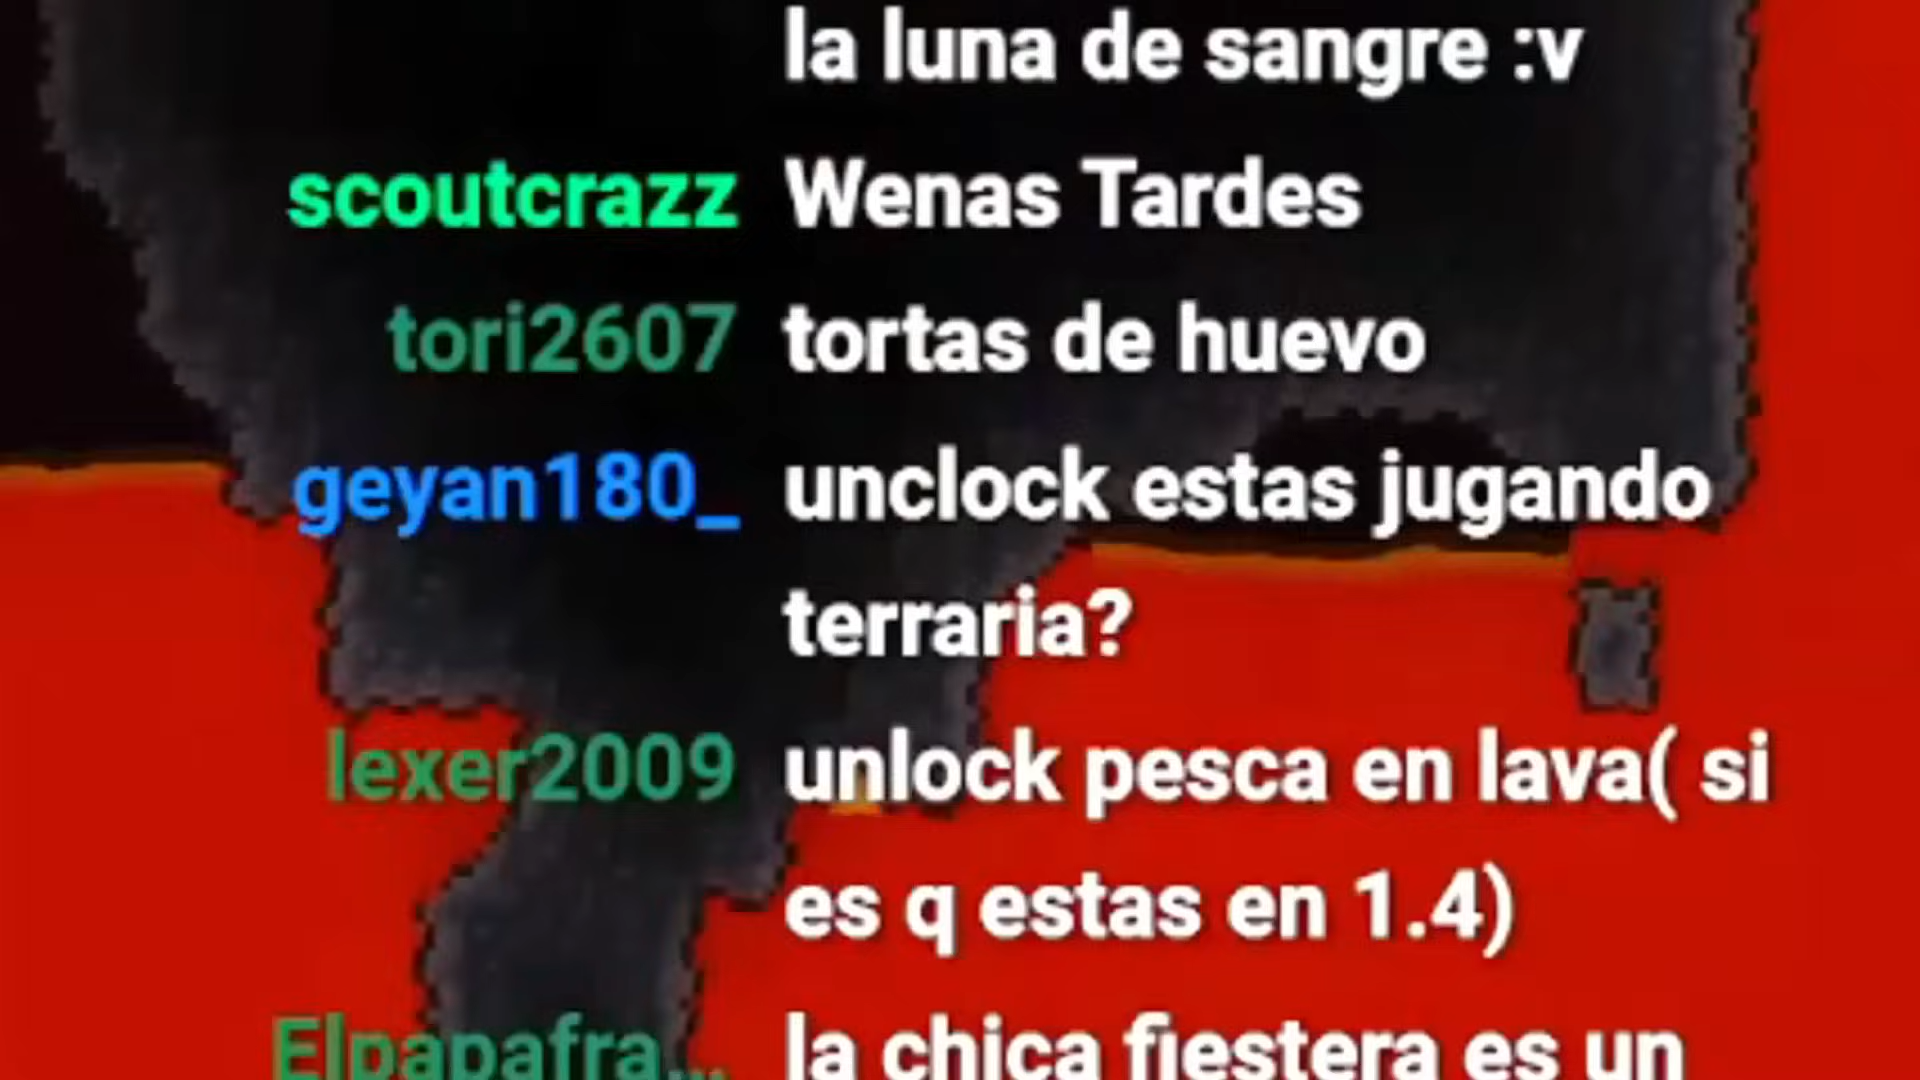 la luna de sangre :v
scoutcrazz Wenas Tardes
tori2607 tortas de huevo
geyan180_ unclock estas jugando
terraria?
lexer2009 unlock pesca en lava( si
es q estas en 1.4)
Elpapafra... la chica fiestera es un